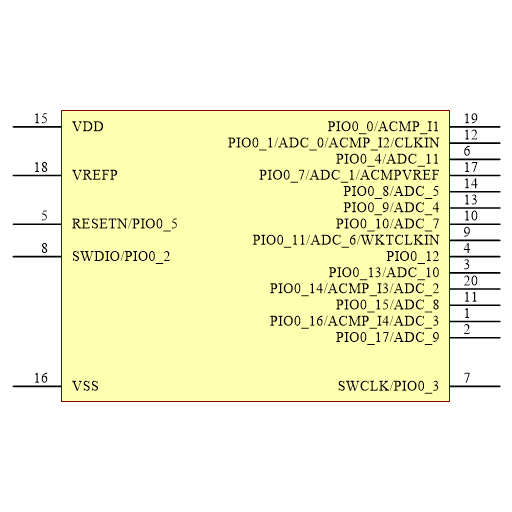 15 VDD PIO0_0/ACMP_I1 19
PIO0_1/ADC_0/ACMP_I2/CLKIN 12
PIO0_4/ADC_11 6
18 VREFP PIO0_7/ADC_1/ACMPVREF 17
PIO0_8/ADC_5 14
PIO0_9/ADC_4 13
5 RESETN/PIO0_5 PIO0_10/ADC_7 10
PIO0_11/ADC_6/WKTCLKIN 9
8 SWDIO/PIO0_2 PIO0_12 4
PIO0_13/ADC_10 3
PIO0_14/ACMP_I3/ADC_2 20
PIO0_15/ADC_8 11
PIO0_16/ACMP_I4/ADC_3 1
PIO0_17/ADC_9 2
16 VSS SWCLK/PIO0_3 7